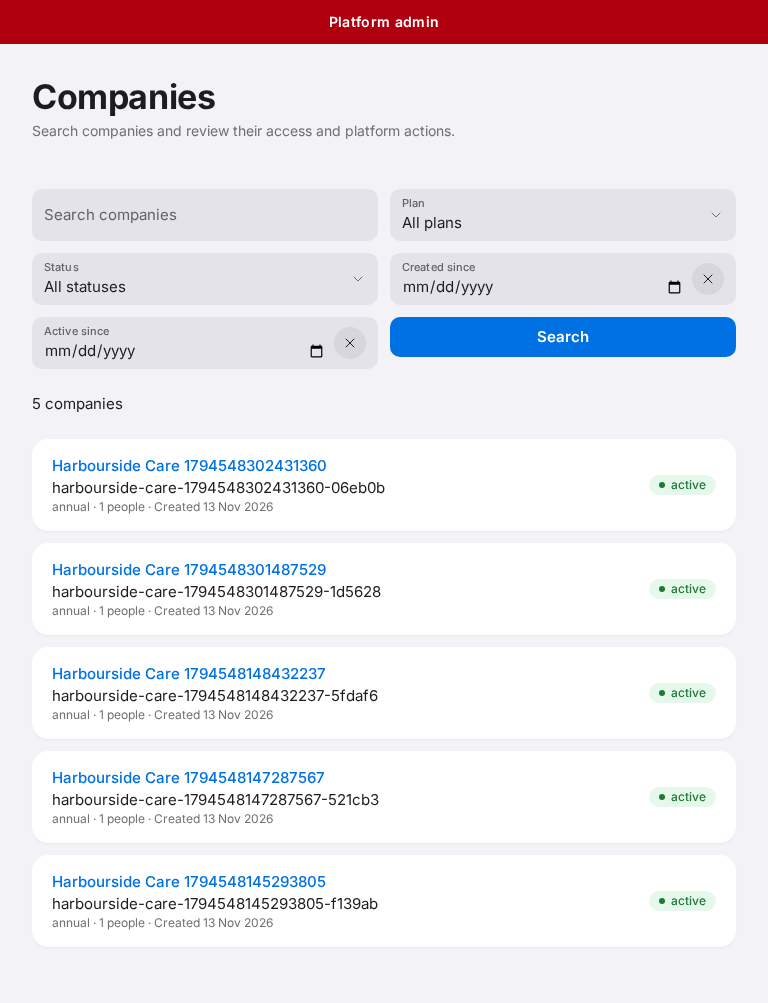 Platform admin
Companies
Search companies and review their access and platform actions.
Search companies
Plan
All plans
Status
All statuses
Created since
mm/dd/yyyy
Active since
mm/dd/yyyy
Search
5 companies
Harbourside Care 1794548302431360
harbourside-care-1794548302431360-06eb0b
annual · 1 people · Created 13 Nov 2026
active
Harbourside Care 1794548301487529
harbourside-care-1794548301487529-1d5628
annual · 1 people · Created 13 Nov 2026
active
Harbourside Care 1794548148432237
harbourside-care-1794548148432237-5fdaf6
annual · 1 people · Created 13 Nov 2026
active
Harbourside Care 1794548147287567
harbourside-care-1794548147287567-521cb3
annual · 1 people · Created 13 Nov 2026
active
Harbourside Care 1794548145293805
harbourside-care-1794548145293805-f139ab
annual · 1 people · Created 13 Nov 2026
active